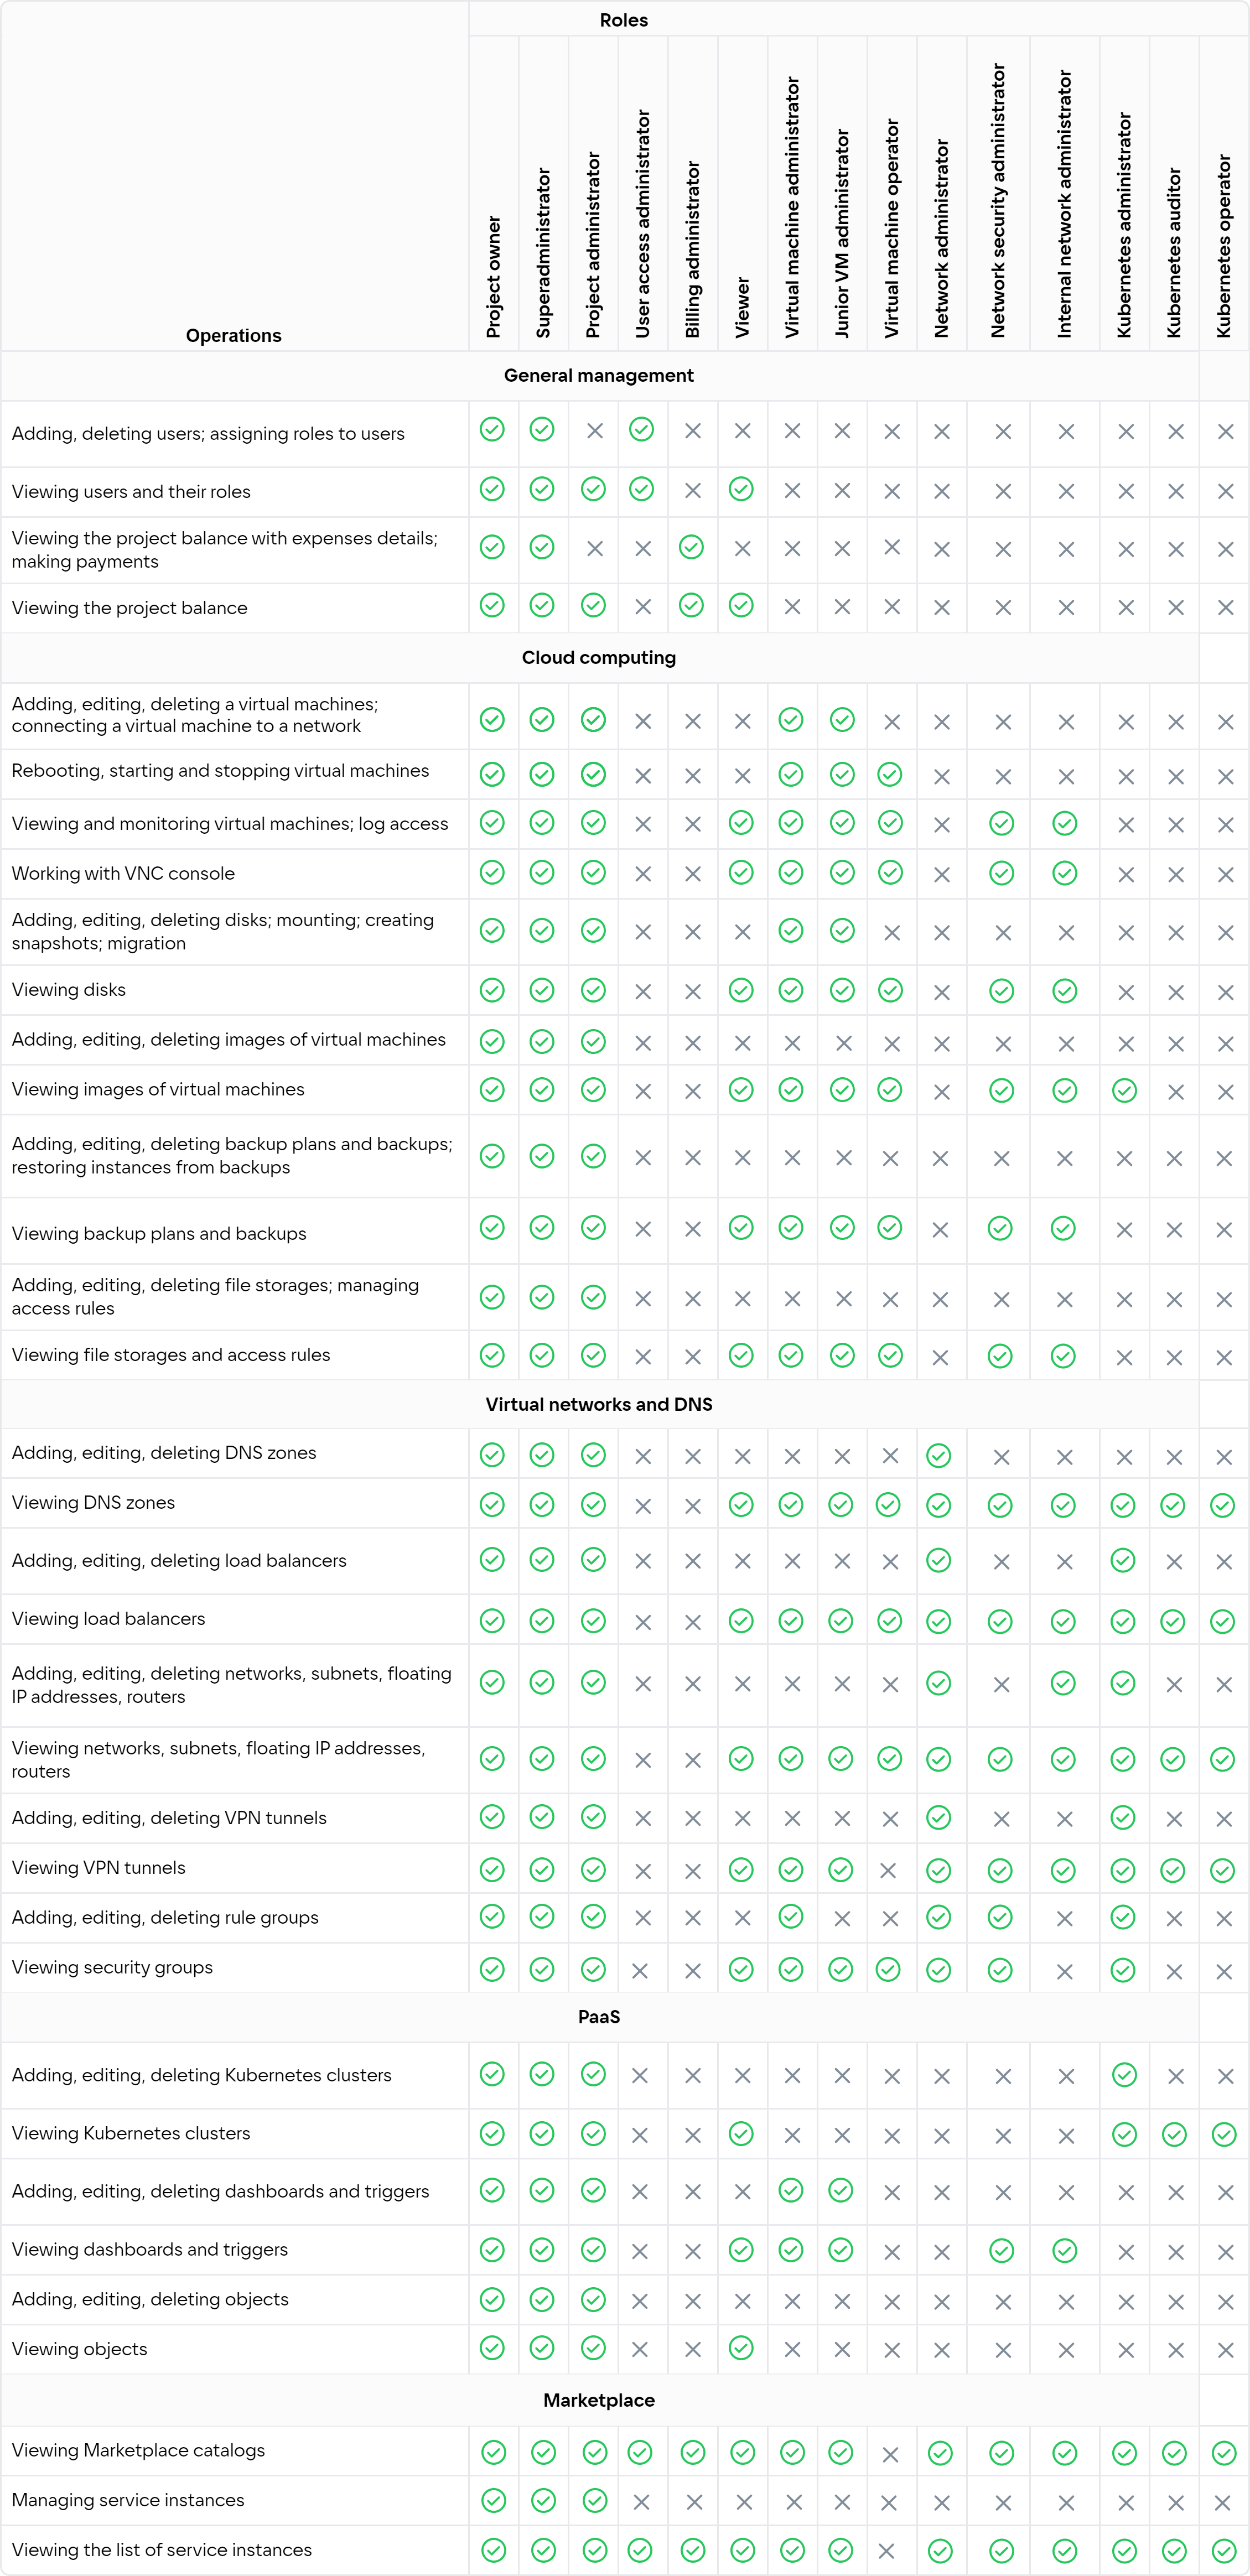 Roles
Operations
Project owner
Superadministrator
Project administrator
User access administrator
Billing administrator
Viewer
Virtual machine administrator
Junior VM administrator
Virtual machine operator
Network administrator
Network security administrator
Internal network administrator
Kubernetes administrator
Kubernetes auditor
Kubernetes operator
General management
Adding, deleting users; assigning roles to users
Viewing users and their roles
Viewing the project balance with expenses details;
making payments
Viewing the project balance
Cloud computing
Adding, editing, deleting a virtual machines;
connecting a virtual machine to a network
Rebooting, starting and stopping virtual machines
Viewing and monitoring virtual machines; log access
Working with VNC console
Adding, editing, deleting disks; mounting; creating
snapshots; migration
Viewing disks
Adding, editing, deleting images of virtual machines
Viewing images of virtual machines
Adding, editing, deleting backup plans and backups;
restoring instances from backups
Viewing backup plans and backups
Adding, editing, deleting file storages; managing
access rules
Viewing file storages and access rules
Virtual networks and DNS
Adding, editing, deleting DNS zones
Viewing DNS zones
Adding, editing, deleting load balancers
Viewing load balancers
Adding, editing, deleting networks, subnets, floating
IP addresses, routers
Viewing networks, subnets, floating IP addresses,
routers
Adding, editing, deleting VPN tunnels
Viewing VPN tunnels
Adding, editing, deleting rule groups
Viewing security groups
PaaS
Adding, editing, deleting Kubernetes clusters
Viewing Kubernetes clusters
Adding, editing, deleting dashboards and triggers
Viewing dashboards and triggers
Adding, editing, deleting objects
Viewing objects
Marketplace
Viewing Marketplace catalogs
Managing service instances
Viewing the list of service instances